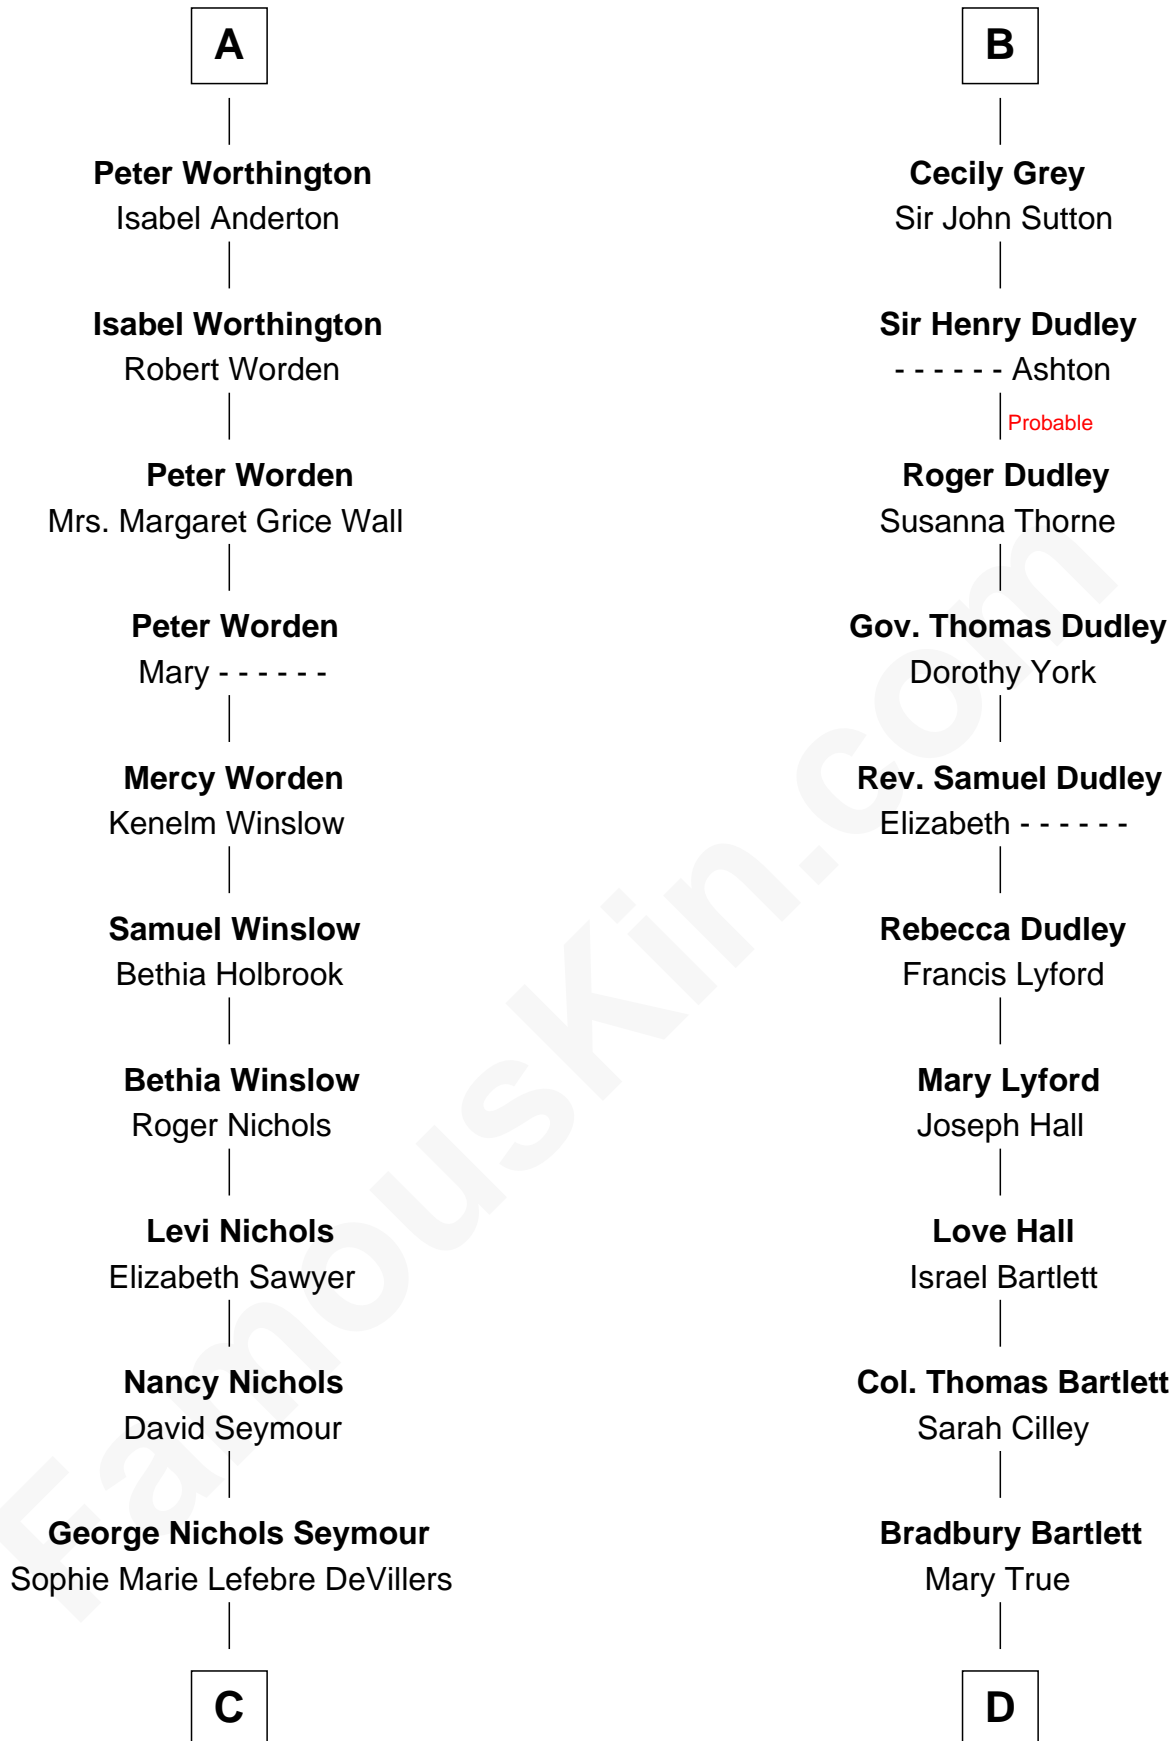 A
Peter Worthington
Isabel Anderton
Isabel Worthington
Robert Worden
Peter Worden
Mrs. Margaret Grice Wall
Peter Worden
Mary - - - - - -
Mercy Worden
Kenelm Winslow
Samuel Winslow
Bethia Holbrook
Bethia Winslow
Roger Nichols
Levi Nichols
Elizabeth Sawyer
Nancy Nichols
David Seymour
George Nichols Seymour
Sophie Marie Lefebre DeVillers
C
B
Cecily Grey
Sir John Sutton
Sir Henry Dudley
- - - - - - Ashton
Probable
Roger Dudley
Susanna Thorne
Gov. Thomas Dudley
Dorothy York
Rev. Samuel Dudley
Elizabeth - - - - - -
Rebecca Dudley
Francis Lyford
Mary Lyford
Joseph Hall
Love Hall
Israel Bartlett
Col. Thomas Bartlett
Sarah Cilley
Bradbury Bartlett
Mary True
D
FamousKin.com